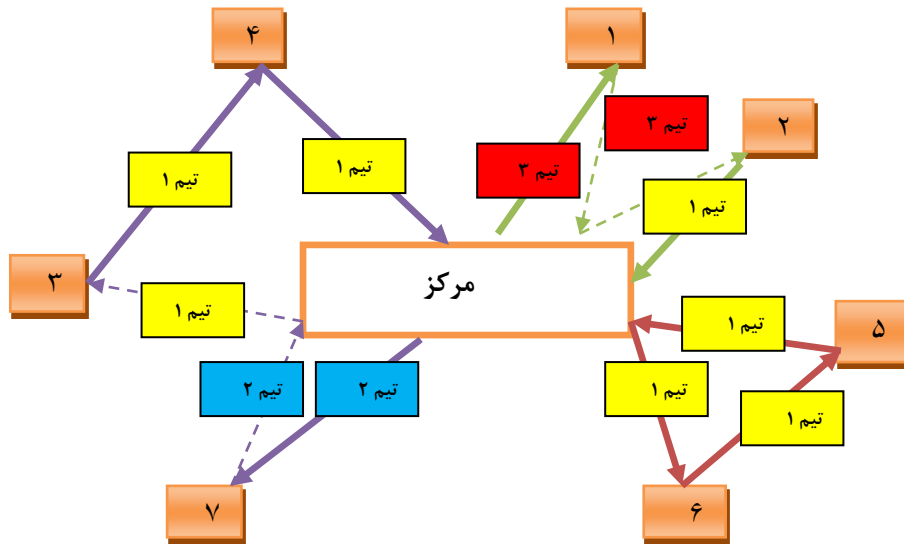 ۴
۱
تیم ۳
۲
تیم ۱
تیم ۱
تیم ۳
تیم ۱
۳
مرکز
تیم ۱
تیم ۱
۵
تیم ۲
تیم ۲
تیم ۱
تیم ۱
۷
۶